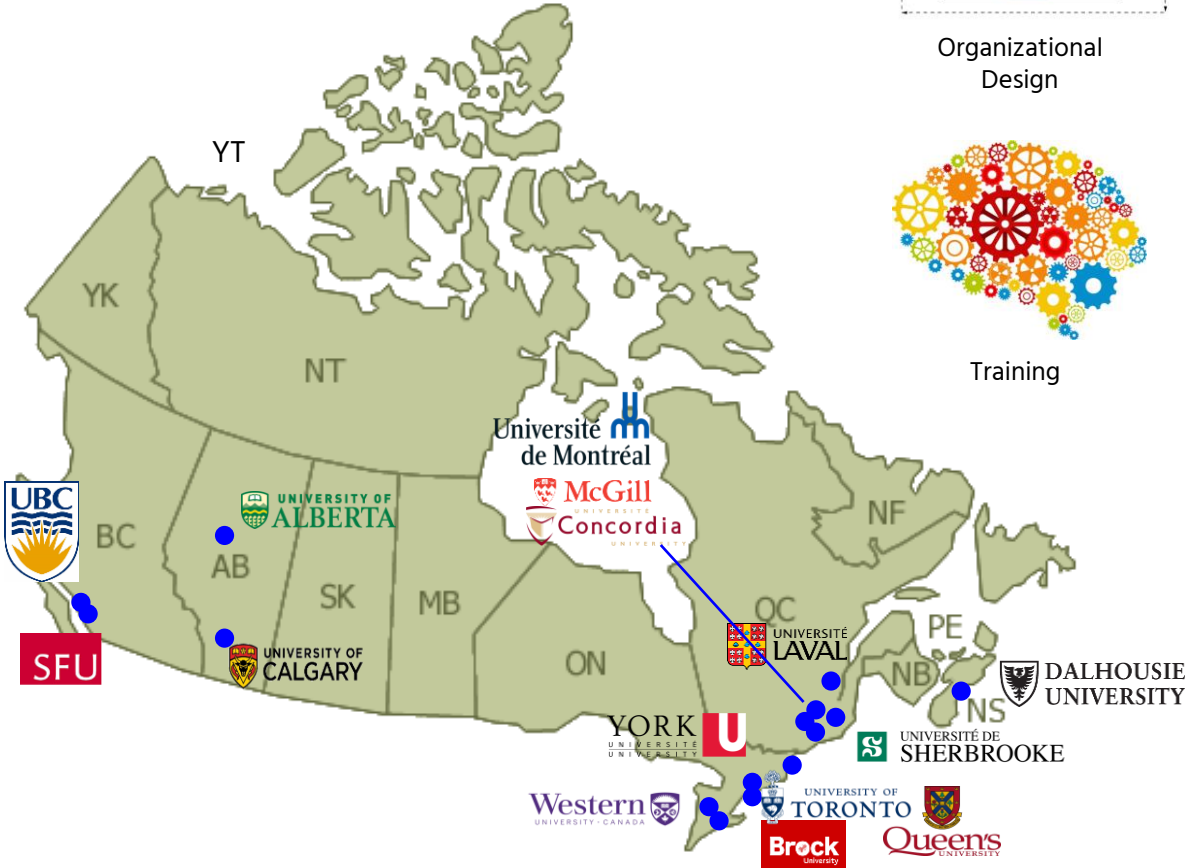 Organizational
Design
YT
Training
YK
NT
Université
de Montréal
McGill
UNIVERSITÉ
Concordia
UNIVERSITY
UBC
UNIVERSITY OF
ALBERTA
BC
AB
SK
MB
NF
QC
PE
SFU
UNIVERSITY OF
CALGARY
ON
UNIVERSITÉ
LAVAL
NB
NS
DALHOUSIE
UNIVERSITY
YORK U
UNIVERSITÉ
UNIVERSITY
UNIVERSITÉ DE
SHERBROOKE
Western
UNIVERSITY · CANADA
UNIVERSITY OF
TORONTO
Brock
University
Queen's
UNIVERSITY